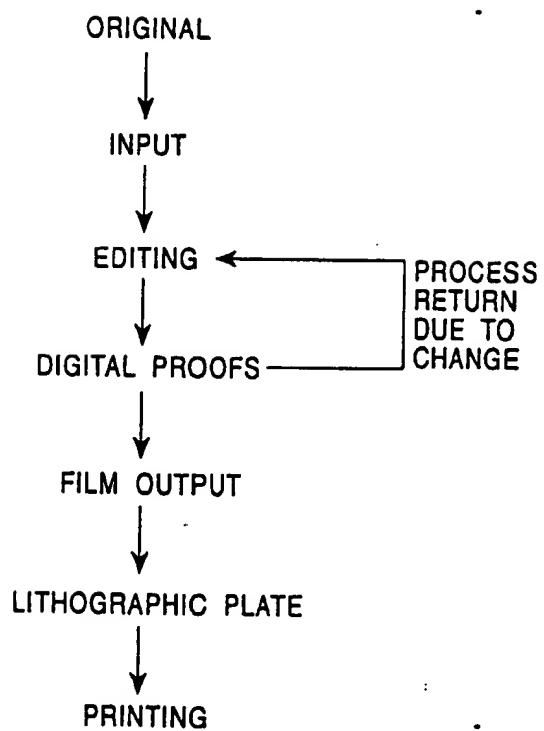 ORIGINAL
INPUT
EDITING
PROCESS
RETURN
DUE TO
CHANGE
DIGITAL PROOFS
FILM OUTPUT
LITHOGRAPHIC PLATE
PRINTING